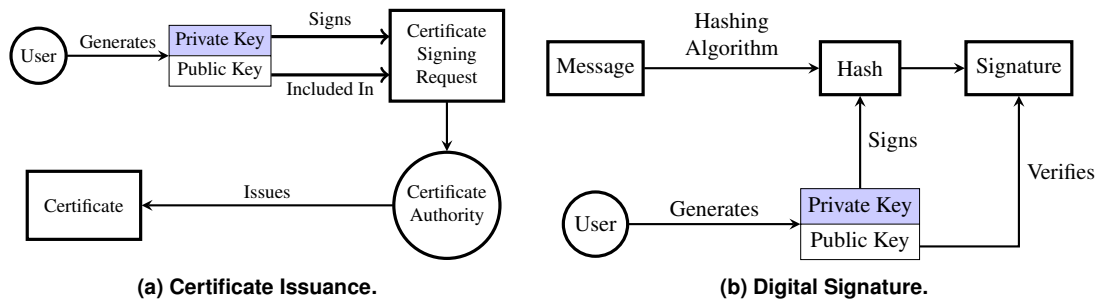 User
Generates
Private Key
Public Key
Signs
Included In
Certificate
Signing
Request
Certificate
Issues
Certificate
Authority
(a) Certificate Issuance.
Message
Hashing
Algorithm
Hash
Signature
Signs
Verifies
User
Generates
Private Key
Public Key
(b) Digital Signature.